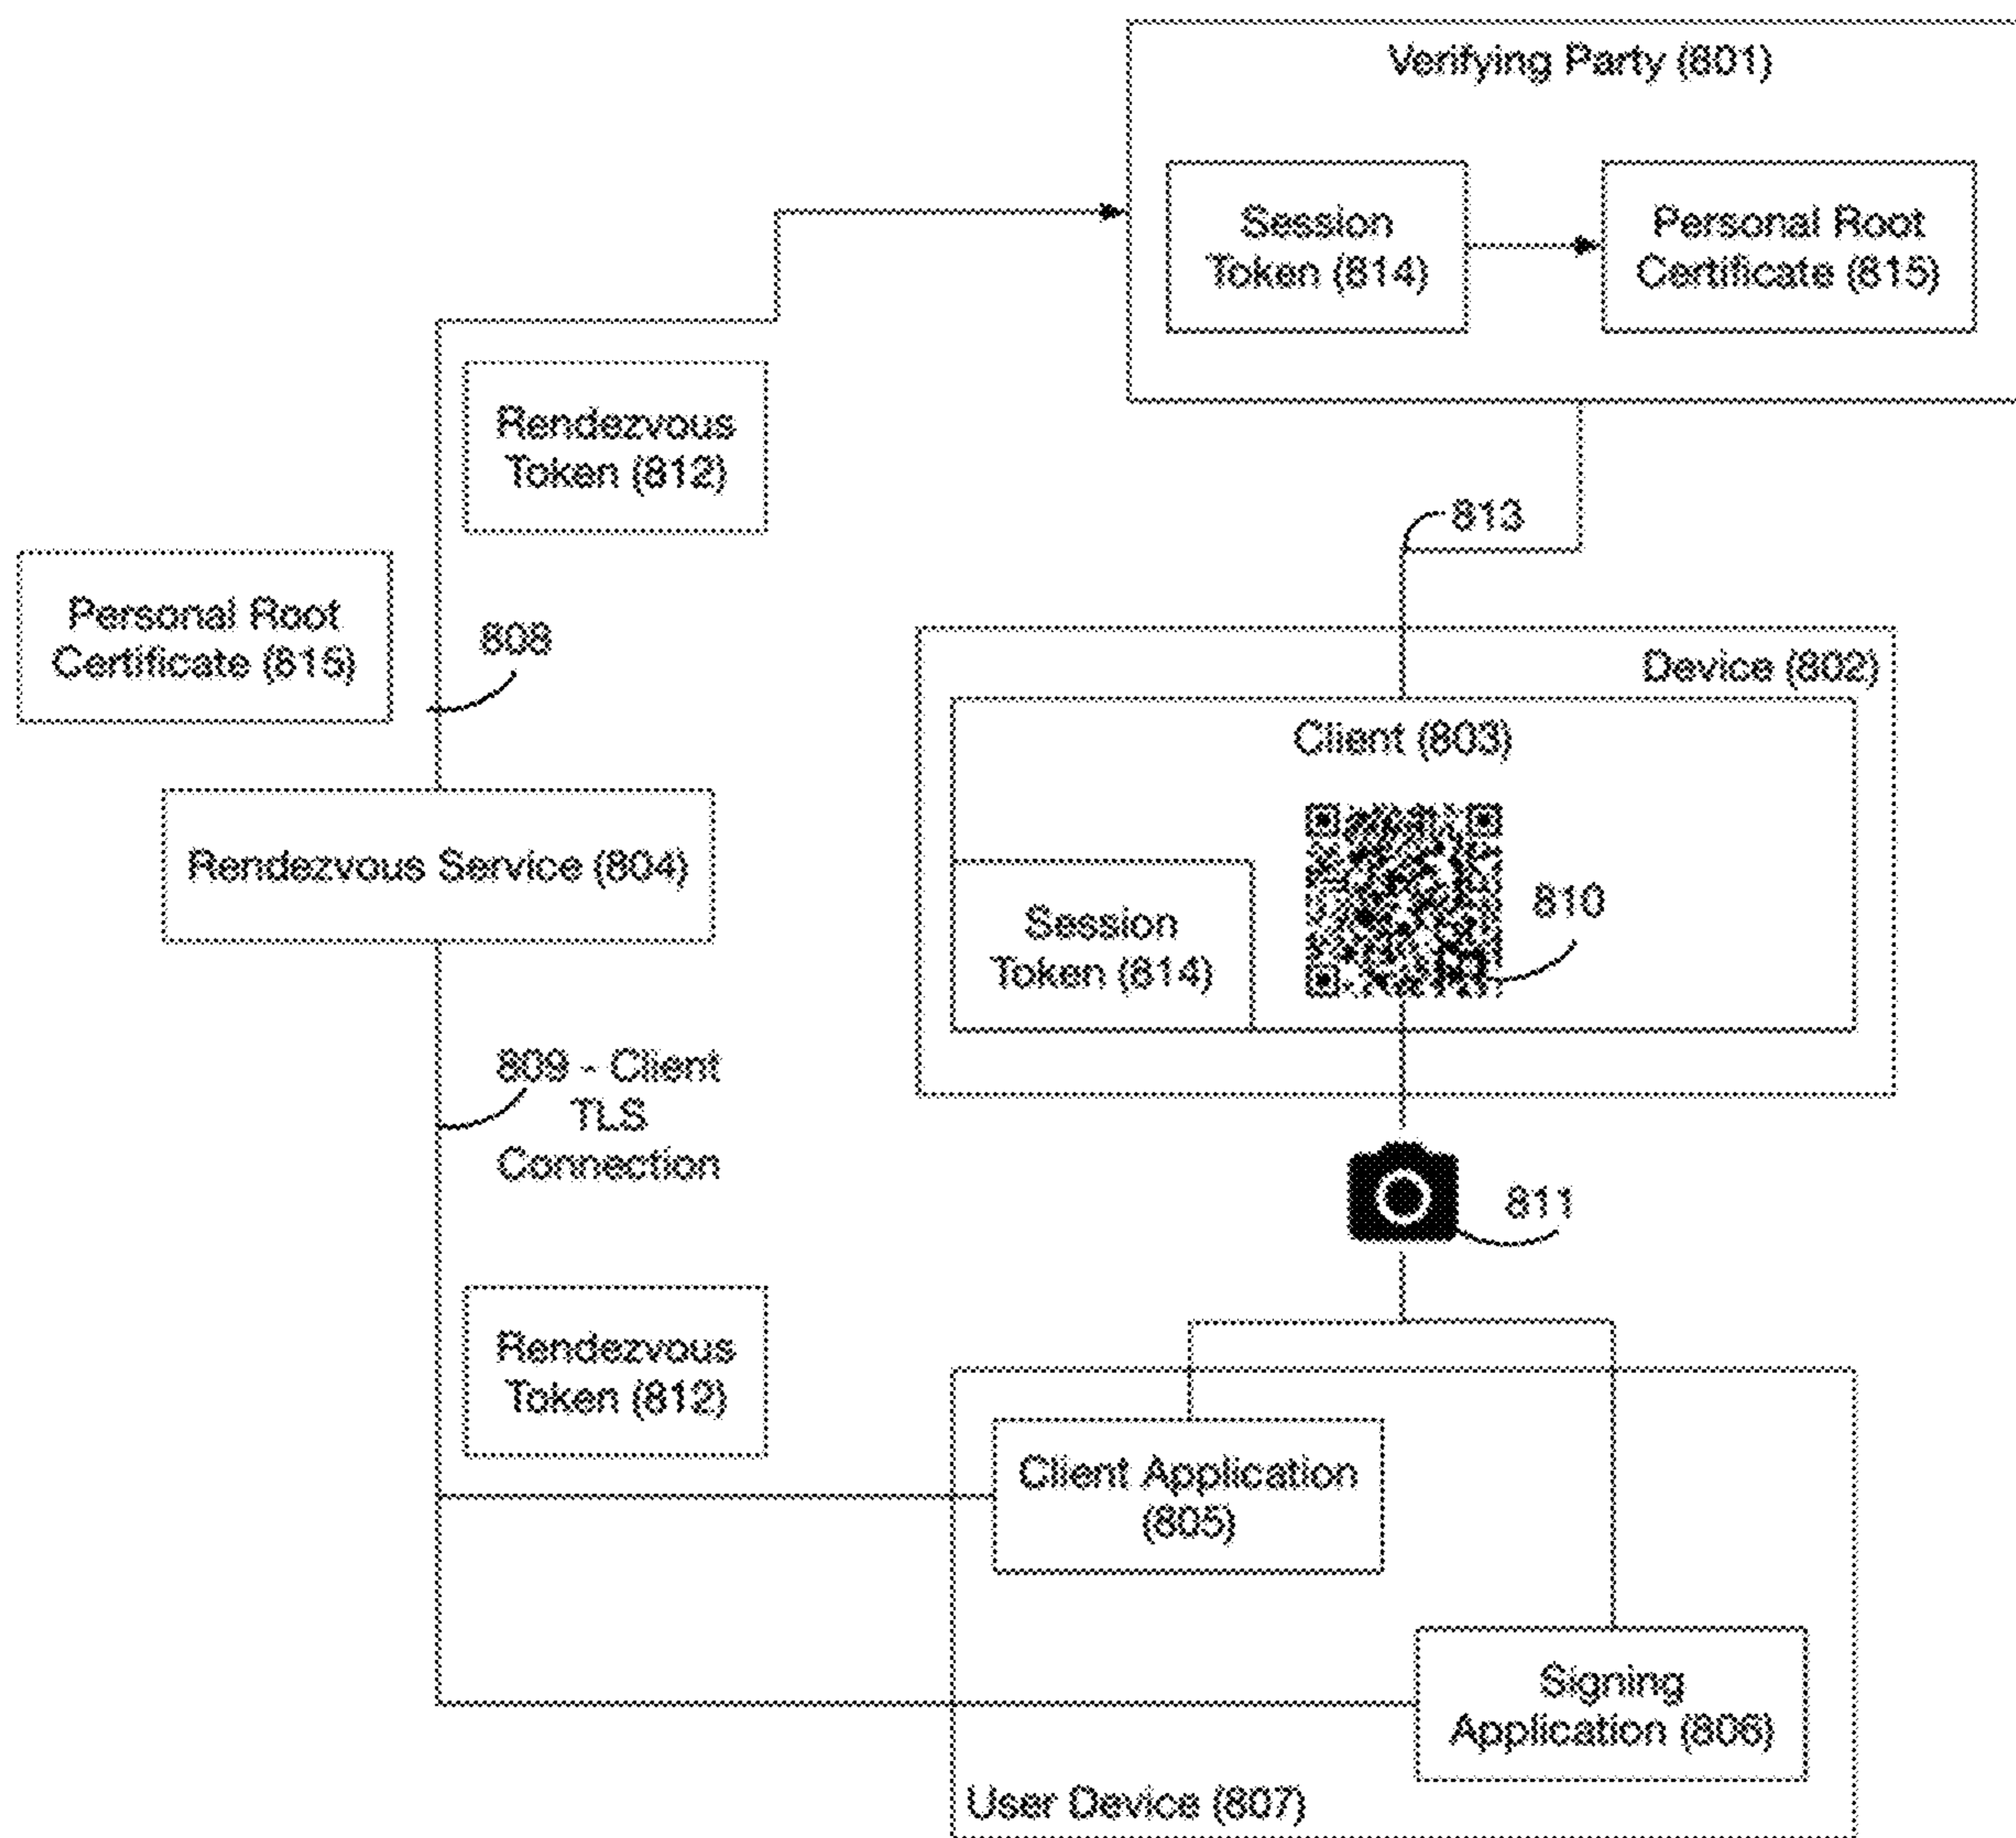 Verifying Party (801)
Session
Token (814)
Personal Root
Certificate (815)
Rendezvous
Token (812)
813
Personal Root
Certificate (815)
808
Device (802)
Client (803)
Rendezvous Service (804)
810
Session
Token (814)
809 - Client
TLS
Connection
811
Rendezvous
Token (812)
Client Application
(805)
Signing
Application (806)
User Device (807)